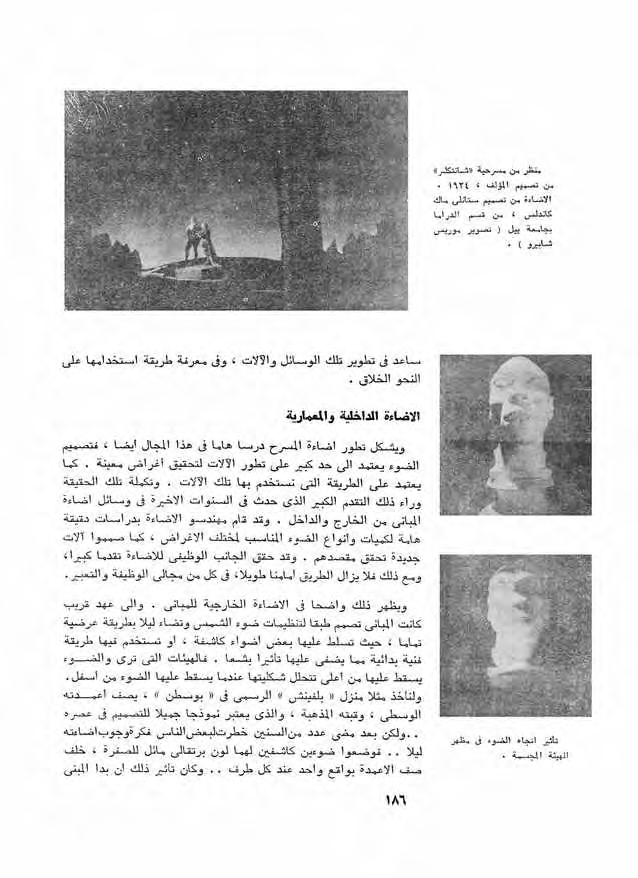 منظر من مسرحية «شانتكلير»
من تصميم المؤلف ، ١٩٣٤ .
الاضاءة من تصميم ستانلى ماك
كاندلس ، من قسم الدراما
بجامعة ييل ( تصوير موريس
شابيرو ) .
ساعد فى تطوير تلك الوسائل والآلات ، وفى معرفة طريقة استخدامها على
النحو الخلاق .
الاضاءة الداخلية والمعمارية
ويشكل تطور اضاءة المسرح درسا هاما فى هذا المجال ايضا ، فتصميم
الضوء يعتمد الى حد كبير على تطور الآلات لتحقيق أغراض معينة . كما
يعتمد على الطريقة التى تستخدم بها تلك الآلات . وتكملة تلك الحقيقة
وراء ذلك التقدم الكبير الذى حدث فى السنوات الاخيرة فى وسائل اضاءة
المبانى من الخارج والداخل . وقد قام مهندسو الاضاءة بدراسات دقيقة
هامة لكميات وأنواع الضوء المناسب لمختلف الاغراض ، كما صمموا آلات
جديدة تحقق مقصدهم . وقد حقق الجانب الوظيفى للاضاءة تقدما كبيرا ،
ومع ذلك فلا يزال الطريق أمامنا طويلا ، فى كل من مجالى الوظيفة والتعبير .
ويظهر ذلك واضحا فى الاضاءة الخارجية للمبانى . والى عهد قريب
كانت المبانى تصمم طبقا لتنظيمات ضوء الشمس وتضاء ليلا بطريقة عرضية
تماما ، حيث تسلط عليها بعض اضواء كاشفة ، أو تستخدم فيها طريقة
فنية بدائية مما يضفى عليها تأثيرا بشعا . فالهيئات التى ترى والضوء
يسقط عليها من أعلى تتحلل شكليتها عندما يسقط عليها الضوء من أسفل .
ولنأخذ مثلا منزل « بلفينش » الرسمى فى « بوسطن » ، يصف أعمدته
الوسطى ، وقبته المذهبة ، والذى يعتبر نموذجا جميلا للتصميم فى عصره
. . ولكن بعد مضى عدد من السنين خطرت لبعض الناس فكرة وجوب اضاءته
ليلا . . فوضعوا ضوءين كاشفين لهما لون برتقالى مائل للصفرة ، خلف
صف الأعمدة بواقع واحد عند كل طرف . . وكان تأثير ذلك ان بدا المبنى
تأثير اتجاه الضوء فى مظهر
الهيئة المجسمة .
١٨٦